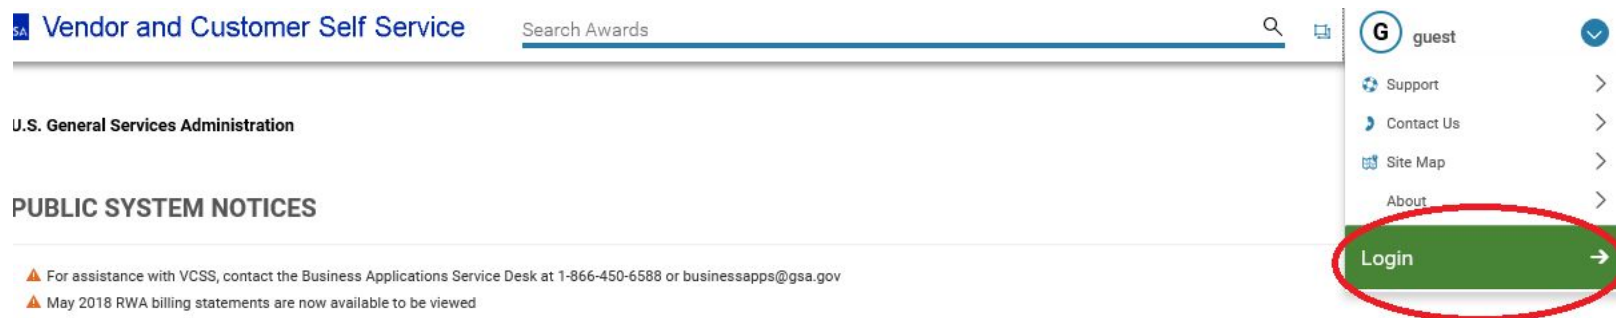 Vendor and Customer Self Service
Search Awards
G guest
Support
Contact Us
Site Map
About
Login
U.S. General Services Administration
PUBLIC SYSTEM NOTICES
For assistance with VCSS, contact the Business Applications Service Desk at 1-866-450-6588 or businessapps@gsa.gov
May 2018 RWA billing statements are now available to be viewed